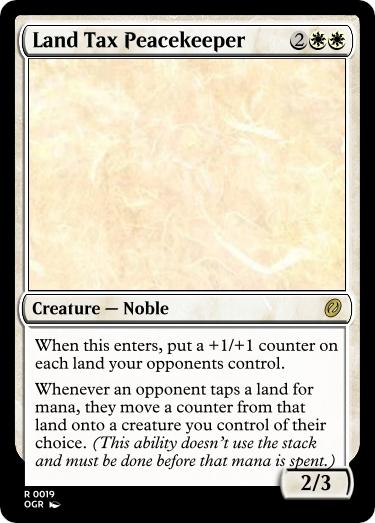 Land Tax Peacekeeper 2
Creature — Noble
When this enters, put a +1/+1 counter on
each land your opponents control.
Whenever an opponent taps a land for
mana, they move a counter from that
land onto a creature you control of their
choice. (This ability doesn't use the stack
and must be done before that mana is spent.)
2/3
R 0019
OGR